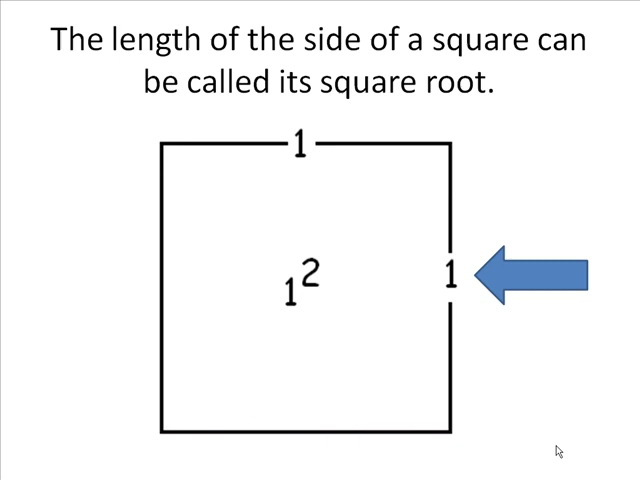 The length of the side of a square can
be called its square root.
1
1²
1